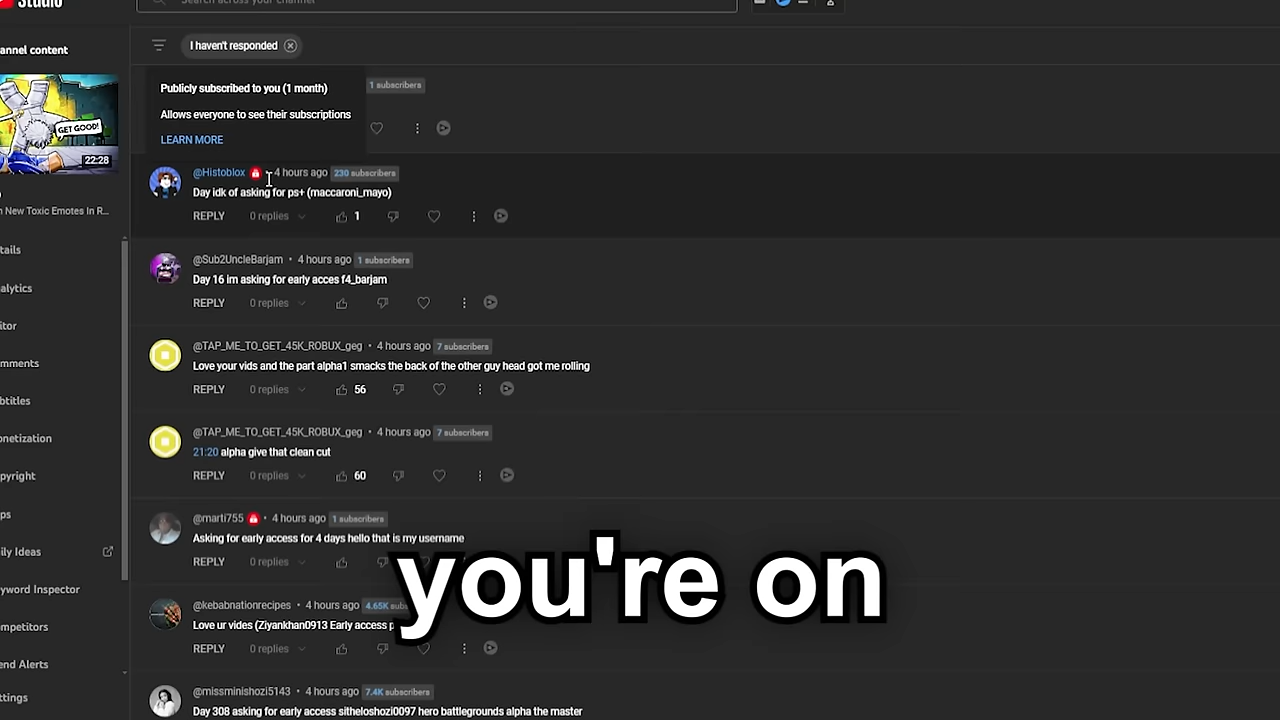 Studio
Search across your channel
annel content
I haven't responded
Publicly subscribed to you (1 month)
1 subscribers
Allows everyone to see their subscriptions
LEARN MORE
GET GOOD!
22:28
@Histoblox • 4 hours ago 230 subscribers
Day idk of asking for ps+ (maccaroni_mayo)
REPLY 0 replies 1
n New Toxic Emotes In R...
tails
@Sub2UncleBarjam • 4 hours ago 1 subscribers
Day 16 im asking for early acces f4_barjam
REPLY 0 replies
alytics
itor
@TAP_ME_TO_GET_45K_ROBUX_geg • 4 hours ago 7 subscribers
Love your vids and the part alpha1 smacks the back of the other guy head got me rolling
REPLY 0 replies 56
mments
btitles
@TAP_ME_TO_GET_45K_ROBUX_geg • 4 hours ago 7 subscribers
21:20 alpha give that clean cut
REPLY 0 replies 60
onetization
pyright
ps
@marti755 • 4 hours ago 1 subscribers
Asking for early access for 4 days hello that is my username
REPLY 0 replies
ily Ideas
yword Inspector
you're on
@kebabnationrecipes • 4 hours ago 4.65K subs
Love ur vides (Ziyankhan0913 Early access p
REPLY 0 replies
mpetitors
end Alerts
ttings
@missminishozi5143 • 4 hours ago 7.4K subscribers
Day 308 asking for early access sitheloshozi0097 hero battlegrounds alpha the master